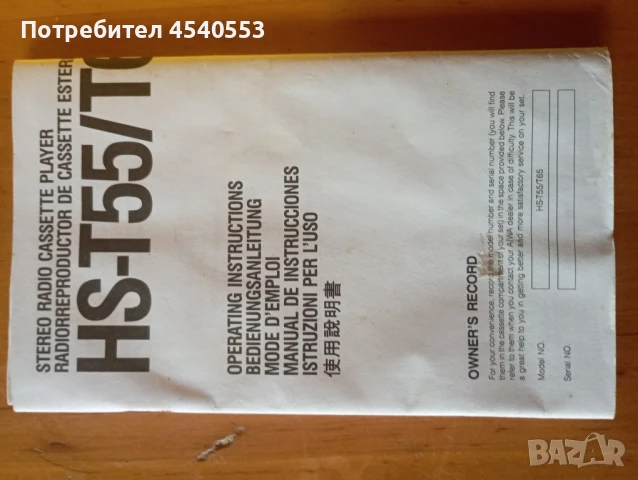 Потребител 4540553
STEREO RADIO CASSETTE PLAYER
RADIORREPRODUCTOR DE CASSETTE ESTER
HS-T55/T6
OPERATING INSTRUCTIONS
BEDIENUNGSANLEITUNG
MODE D'EMPLOI
MANUAL DE INSTRUCCIONES
ISTRUZIONI PER L'USO
使用說明書
OWNER'S RECORD
For your convenience, record the model number and serial number (you will find
them in the cassette compartment of your set) in the space provided below. Please
refer to them when you contact your AIWA dealer in case of difficulty. This will be
a great help to you in getting better and more satisfactory service on your set.
Model NO. HS-T55/T65
Serial NO.
BAZAR